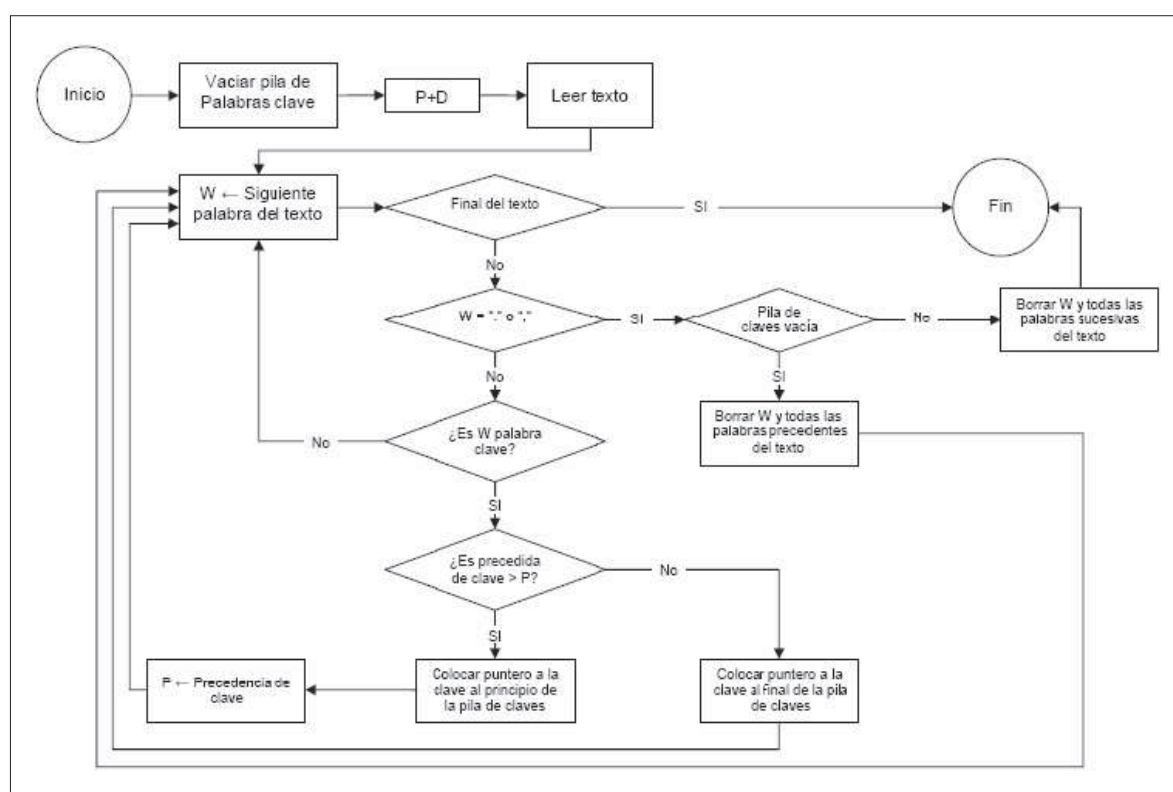 Inicio
Vaciar pila de
Palabras clave
P+D
Leer texto
W ← Siguiente
palabra del texto
Final del texto
SI
Fin
No
W = "." o ","
SI
Pila de
claves vacía
No
Borrar W y todas las
palabras sucesivas
del texto
No
SI
¿Es W palabra
clave?
No
Borrar W y todas las
palabras precedentes
del texto
SI
¿Es precedida
de clave > P?
No
SI
P ← Precedencia de
clave
Colocar puntero a la
clave al principio de
la pila de claves
Colocar puntero a la
clave al final de la pila
de claves